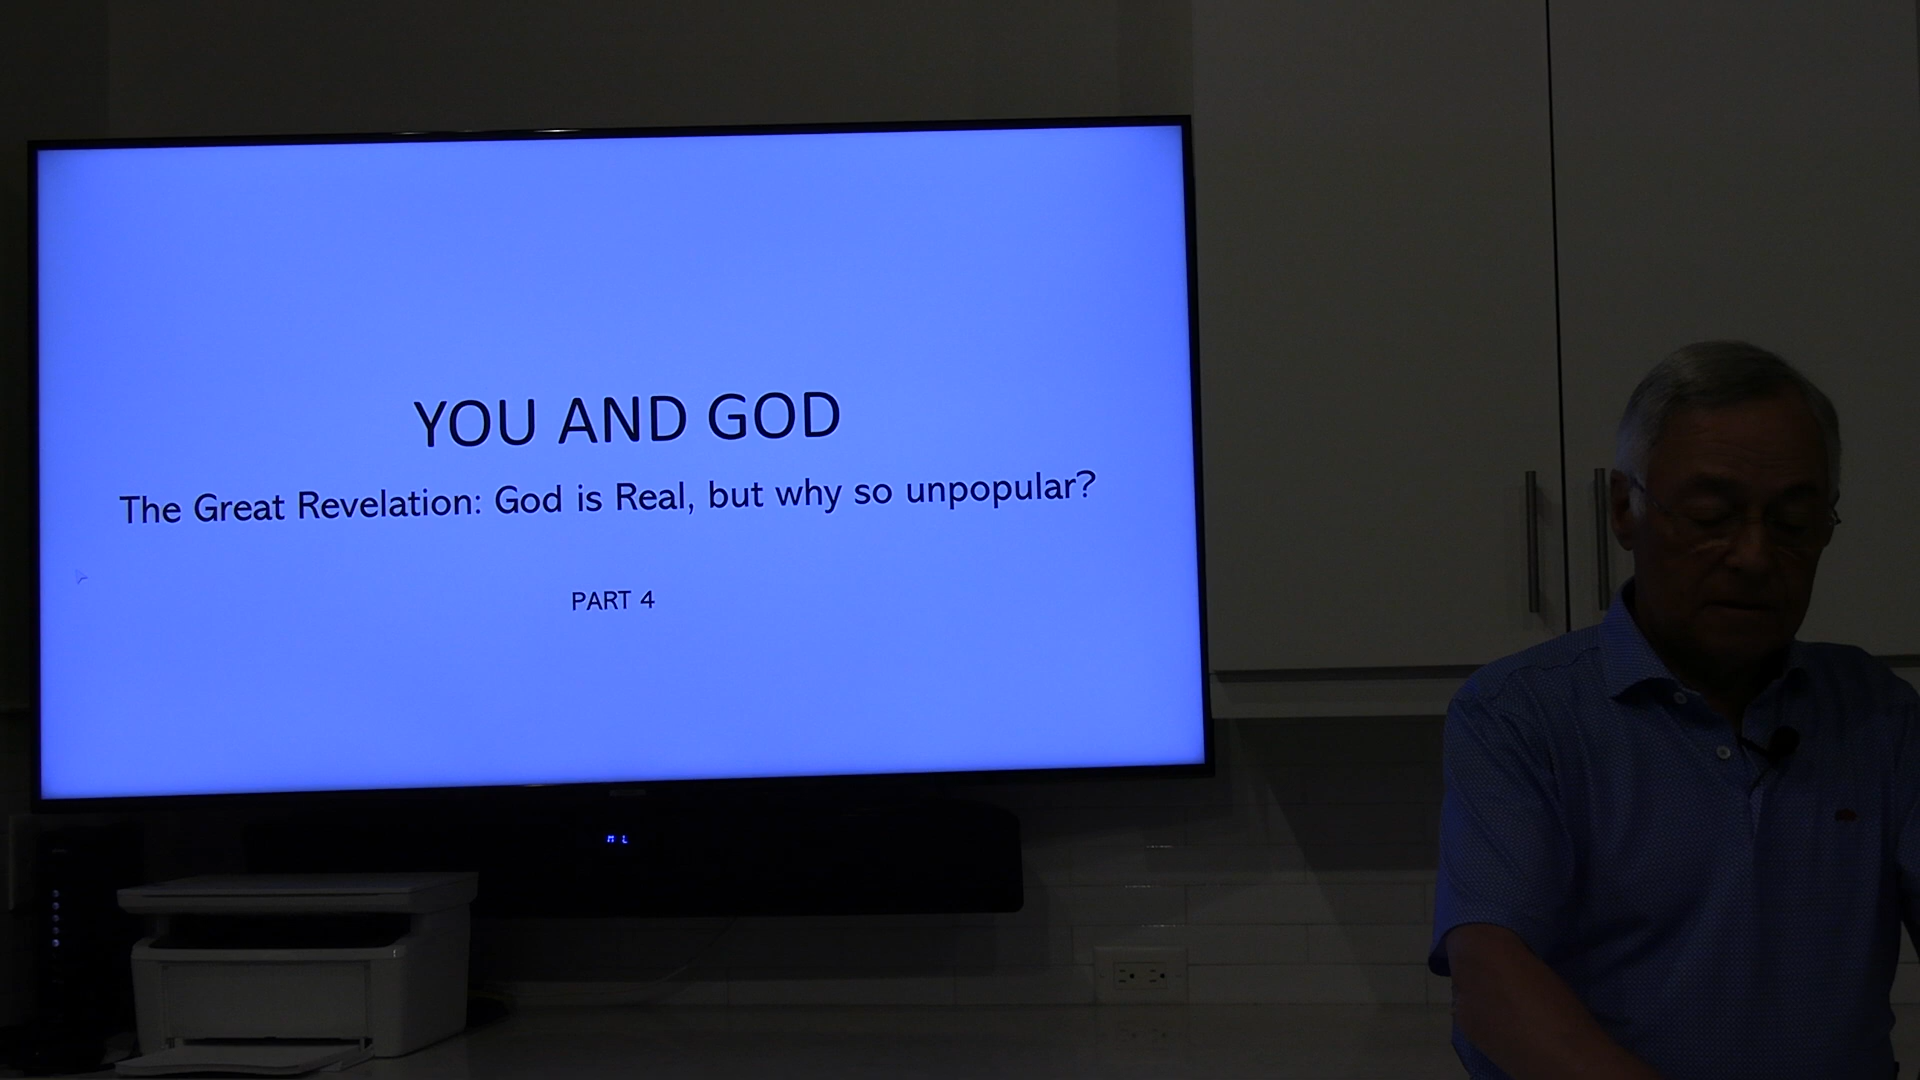 YOU AND GOD
The Great Revelation: God is Real, but why so unpopular?
PART 4